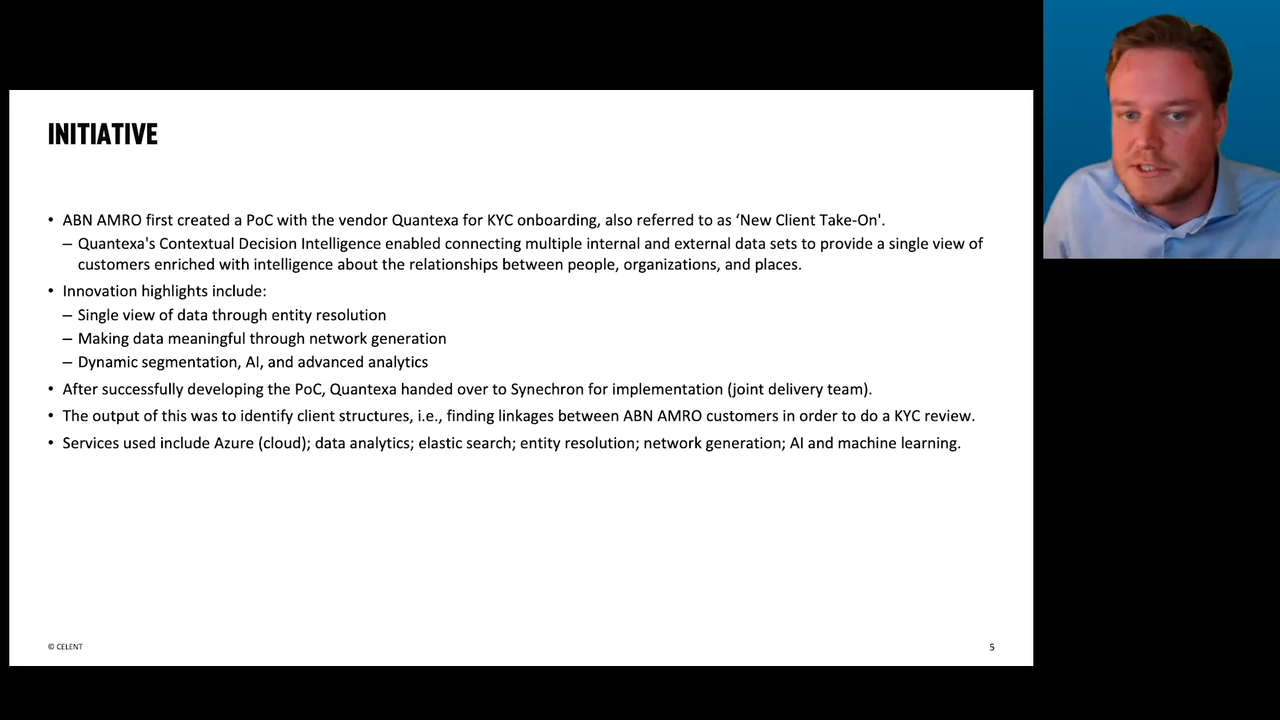 INITIATIVE
• ABN AMRO first created a PoC with the vendor Quantexa for KYC onboarding, also referred to as ‘New Client Take-On'.
– Quantexa's Contextual Decision Intelligence enabled connecting multiple internal and external data sets to provide a single view of
customers enriched with intelligence about the relationships between people, organizations, and places.
• Innovation highlights include:
– Single view of data through entity resolution
– Making data meaningful through network generation
– Dynamic segmentation, AI, and advanced analytics
• After successfully developing the PoC, Quantexa handed over to Synechron for implementation (joint delivery team).
• The output of this was to identify client structures, i.e., finding linkages between ABN AMRO customers in order to do a KYC review.
• Services used include Azure (cloud); data analytics; elastic search; entity resolution; network generation; AI and machine learning.
© CELENT
5